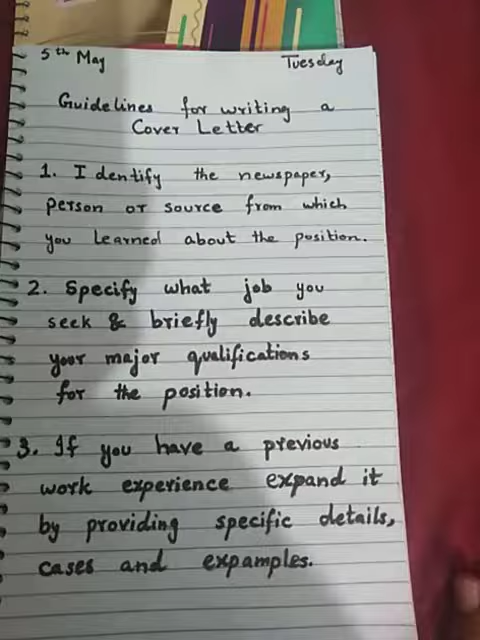 5th May Tuesday
Guidelines for writing a
Cover Letter
1. Identify the newspaper,
person or source from which
you learned about the position.
2. Specify what job you
seek & briefly describe
your major qualifications
for the position.
3. If you have a previous
work experience expand it
by providing specific details,
cases and expamples.